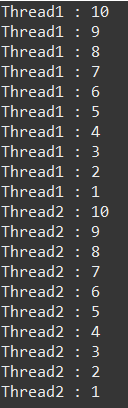 Thread1 : 10
Thread1 : 9
Thread1 : 8
Thread1 : 7
Thread1 : 6
Thread1 : 5
Thread1 : 4
Thread1 : 3
Thread1 : 2
Thread1 : 1
Thread2 : 10
Thread2 : 9
Thread2 : 8
Thread2 : 7
Thread2 : 6
Thread2 : 5
Thread2 : 4
Thread2 : 3
Thread2 : 2
Thread2 : 1